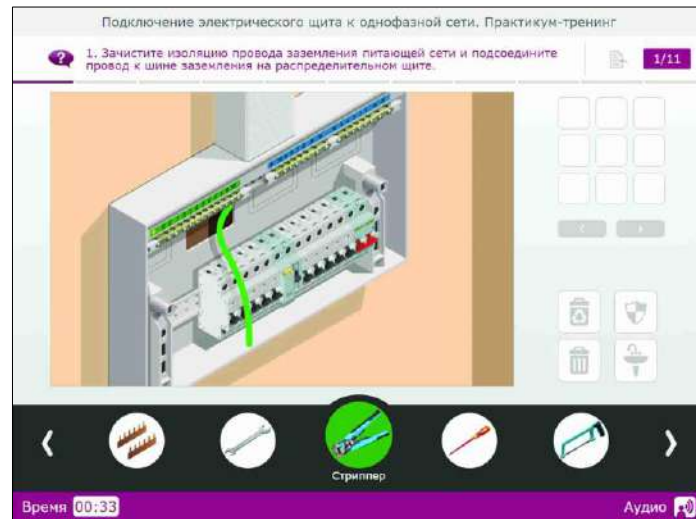 Подключение электрического щита к однофазной сети. Практикум-тренинг
1. Зачистите изоляцию провода заземления питающей сети и подсоедините
провод к шине заземления на распределительном щите.
1/11
Стриппер
Время 00:33
Аудио